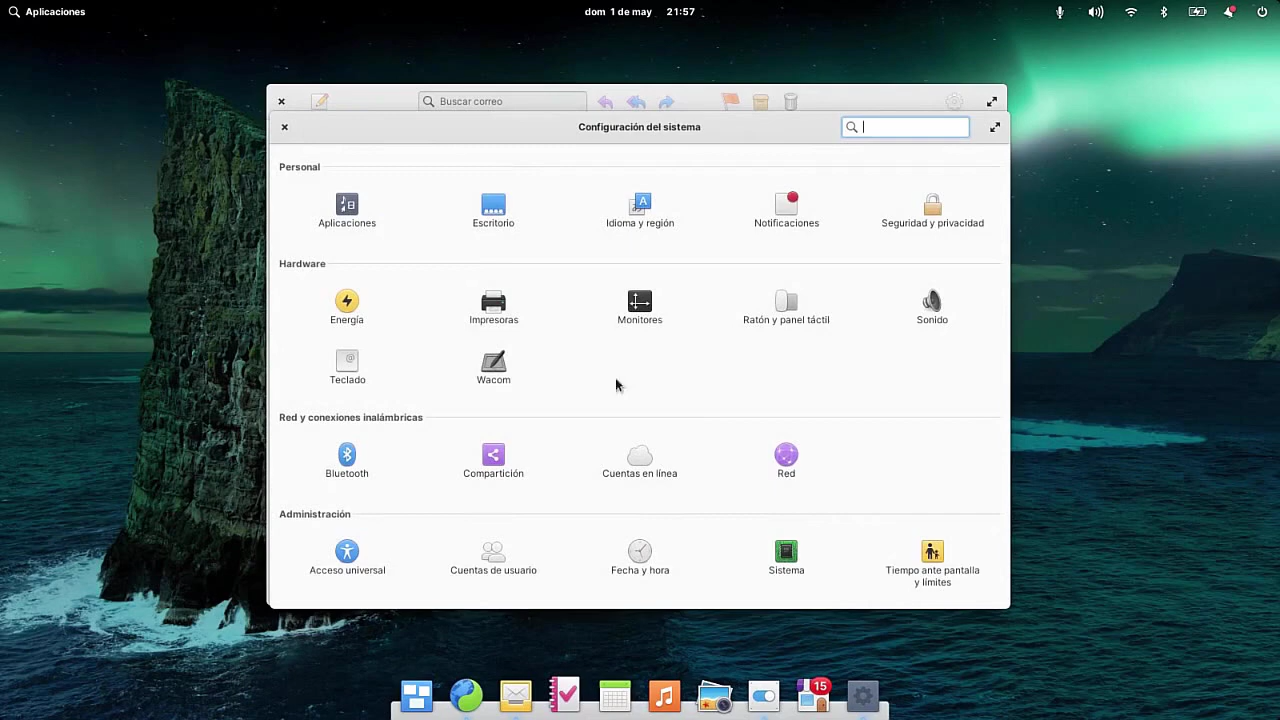 Aplicaciones
dom 1 de may 21:57
Buscar correo
Configuración del sistema
Personal
Aplicaciones
Escritorio
Idioma y región
Notificaciones
Seguridad y privacidad
Hardware
Energía
Impresoras
Monitores
Ratón y panel táctil
Sonido
Teclado
Wacom
Red y conexiones inalámbricas
Bluetooth
Compartición
Cuentas en línea
Red
Administración
Acceso universal
Cuentas de usuario
Fecha y hora
Sistema
Tiempo ante pantalla
y límites
15